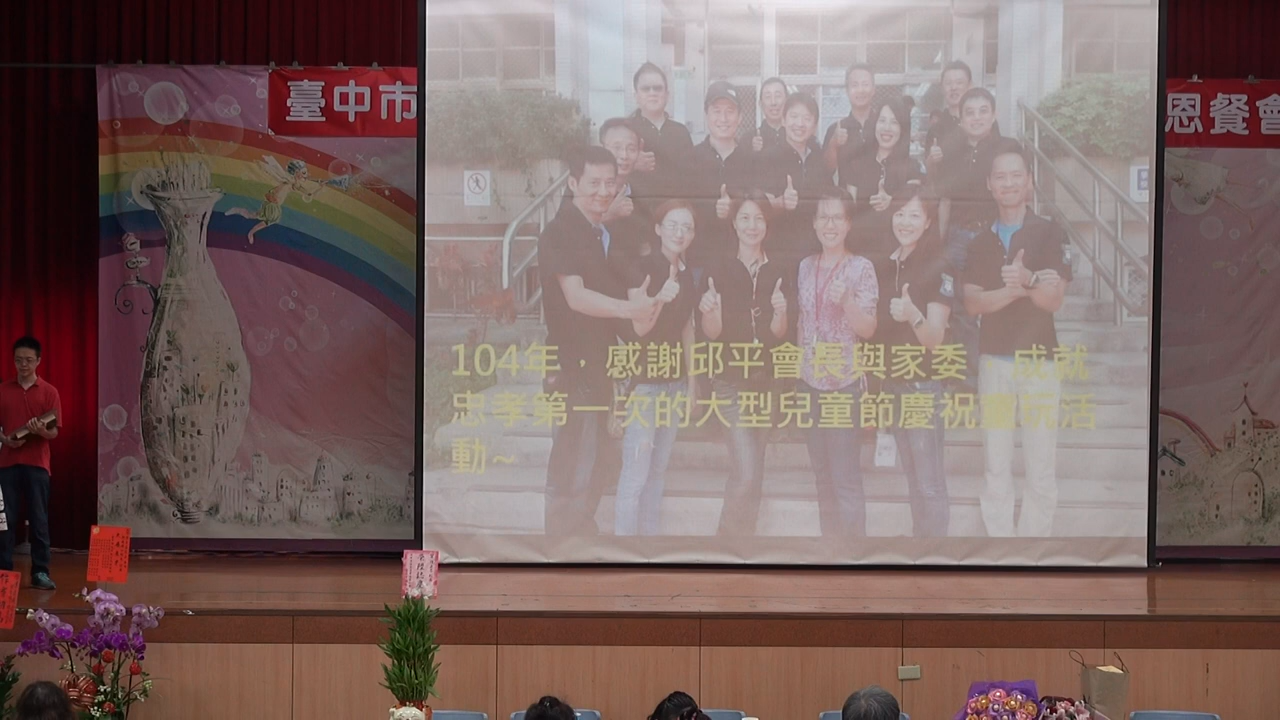 臺中市
恩餐會
104年，感謝邱平會長與家委，成就
忠孝第一次的大型兒童節慶祝童玩活
動~